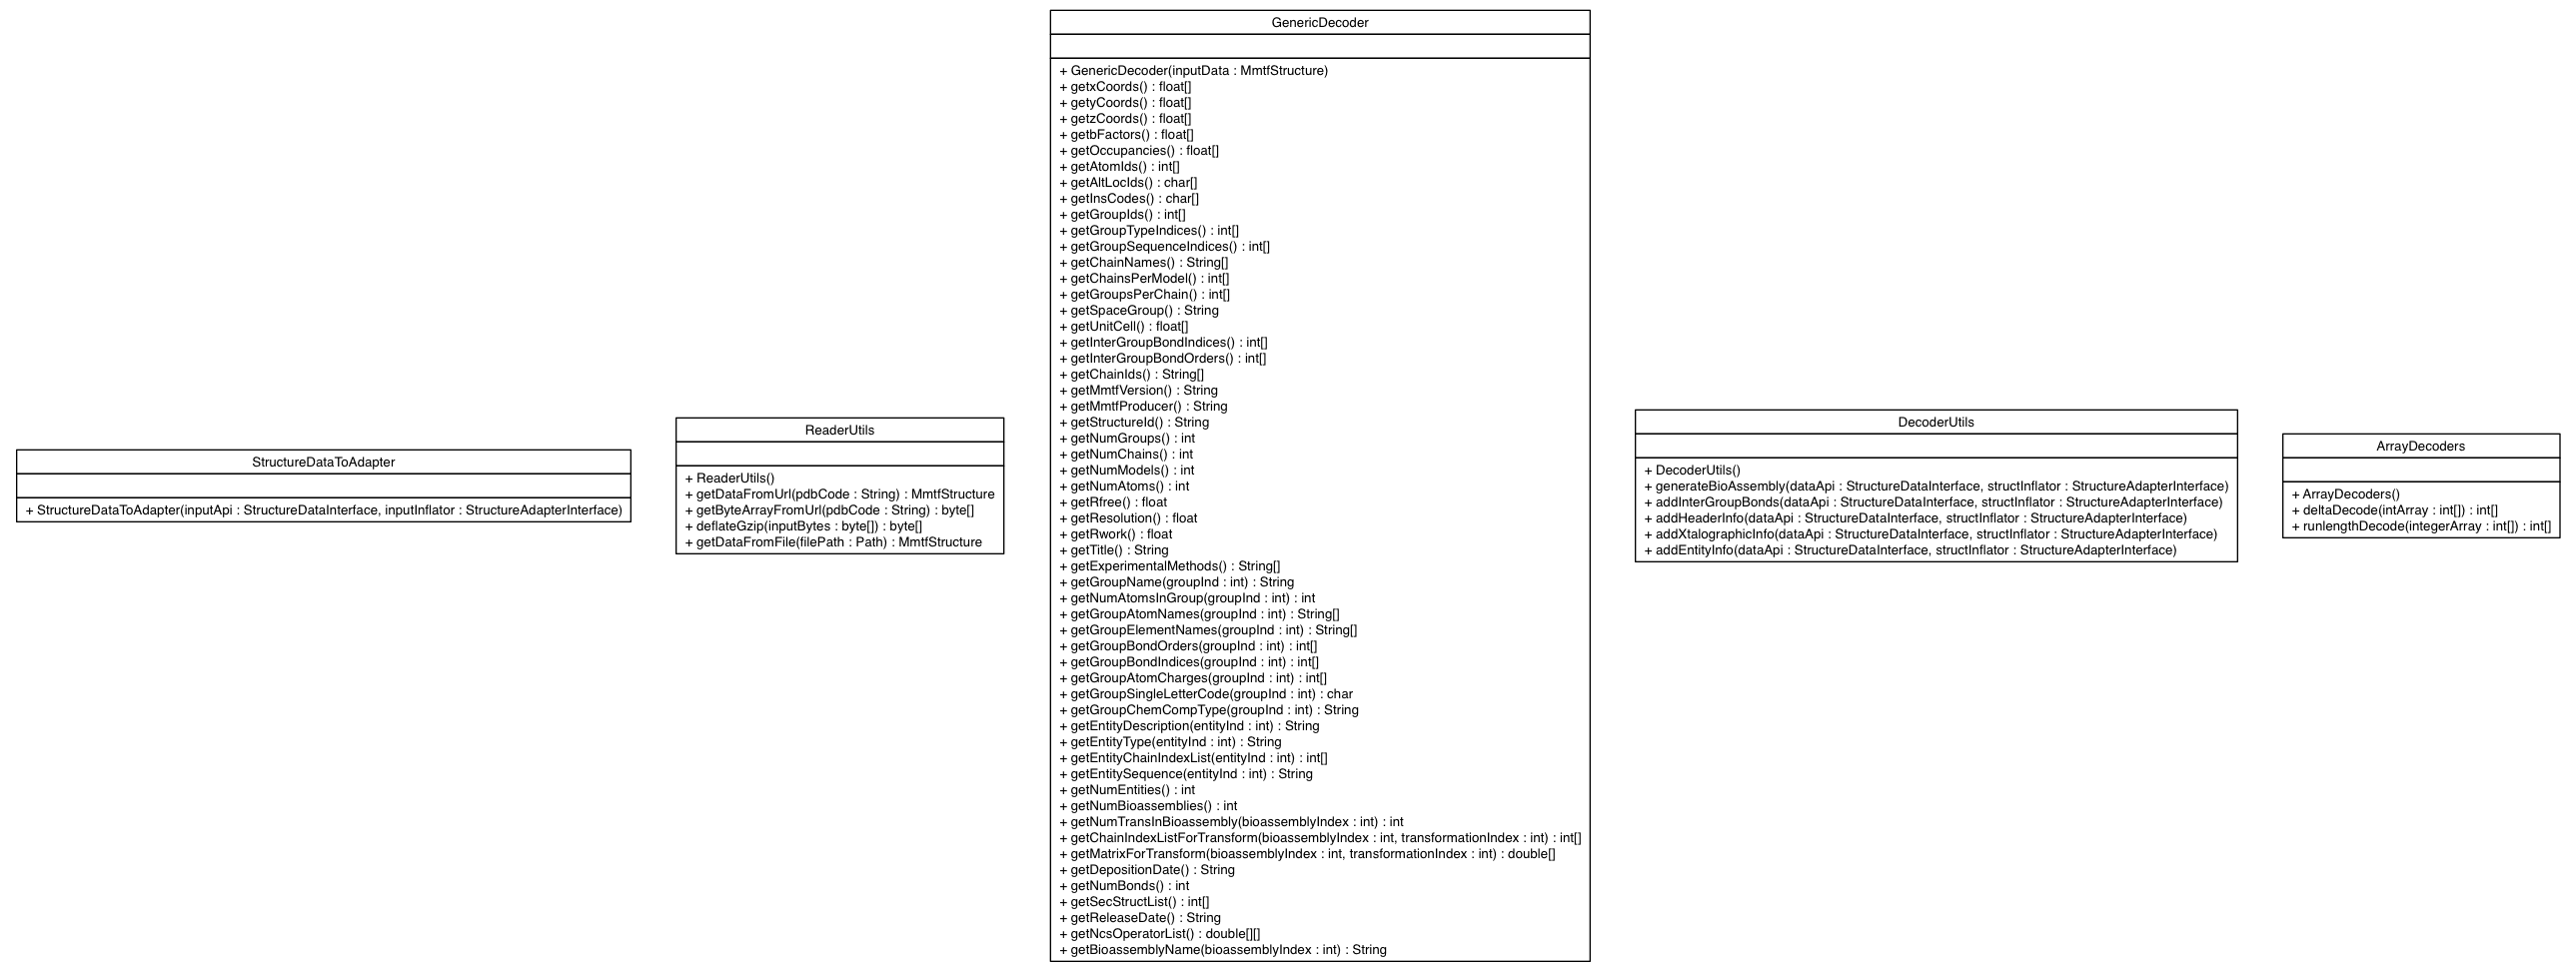 StructureDataToAdapter
+ StructureDataToAdapter(inputApi : StructureDataInterface, inputInflator : StructureAdapterInterface)
ReaderUtils
+ ReaderUtils()
+ getDataFromUrl(pdbCode : String) : MmtfStructure
+ getByteArrayFromUrl(pdbCode : String) : byte[]
+ deflateGzip(inputBytes : byte[]) : byte[]
+ getDataFromFile(filePath : Path) : MmtfStructure
GenericDecoder
+ GenericDecoder(inputData : MmtfStructure)
+ getxCoords() : float[]
+ getyCoords() : float[]
+ getzCoords() : float[]
+ getbFactors() : float[]
+ getOccupancies() : float[]
+ getAtomIds() : int[]
+ getAltLocIds() : char[]
+ getInsCodes() : char[]
+ getGroupIds() : int[]
+ getGroupTypeIndices() : int[]
+ getGroupSequenceIndices() : int[]
+ getChainNames() : String[]
+ getChainsPerModel() : int[]
+ getGroupsPerChain() : int[]
+ getSpaceGroup() : String
+ getUnitCell() : float[]
+ getInterGroupBondIndices() : int[]
+ getInterGroupBondOrders() : int[]
+ getChainIds() : String[]
+ getMmtfVersion() : String
+ getMmtfProducer() : String
+ getStructureId() : String
+ getNumGroups() : int
+ getNumChains() : int
+ getNumModels() : int
+ getNumAtoms() : int
+ getRfree() : float
+ getResolution() : float
+ getRwork() : float
+ getTitle() : String
+ getExperimentalMethods() : String[]
+ getGroupName(groupInd : int) : String
+ getNumAtomsInGroup(groupInd : int) : int
+ getGroupAtomNames(groupInd : int) : String[]
+ getGroupElementNames(groupInd : int) : String[]
+ getGroupBondOrders(groupInd : int) : int[]
+ getGroupBondIndices(groupInd : int) : int[]
+ getGroupAtomCharges(groupInd : int) : int[]
+ getGroupSingleLetterCode(groupInd : int) : char
+ getGroupChemCompType(groupInd : int) : String
+ getEntityDescription(entityInd : int) : String
+ getEntityType(entityInd : int) : String
+ getEntityChainIndexList(entityInd : int) : int[]
+ getEntitySequence(entityInd : int) : String
+ getNumEntities() : int
+ getNumBioassemblies() : int
+ getNumTransInBioassembly(bioassemblyIndex : int) : int
+ getChainIndexListForTransform(bioassemblyIndex : int, transformationIndex : int) : int[]
+ getMatrixForTransform(bioassemblyIndex : int, transformationIndex : int) : double[]
+ getDepositionDate() : String
+ getNumBonds() : int
+ getSecStructList() : int[]
+ getReleaseDate() : String
+ getNcsOperatorList() : double[][]
+ getBioassemblyName(bioassemblyIndex : int) : String
DecoderUtils
+ DecoderUtils()
+ generateBioAssembly(dataApi : StructureDataInterface, structInflator : StructureAdapterInterface)
+ addInterGroupBonds(dataApi : StructureDataInterface, structInflator : StructureAdapterInterface)
+ addHeaderInfo(dataApi : StructureDataInterface, structInflator : StructureAdapterInterface)
+ addXtalographicInfo(dataApi : StructureDataInterface, structInflator : StructureAdapterInterface)
+ addEntityInfo(dataApi : StructureDataInterface, structInflator : StructureAdapterInterface)
ArrayDecoders
+ ArrayDecoders()
+ deltaDecode(intArray : int[]) : int[]
+ runlengthDecode(integerArray : int[]) : int[]